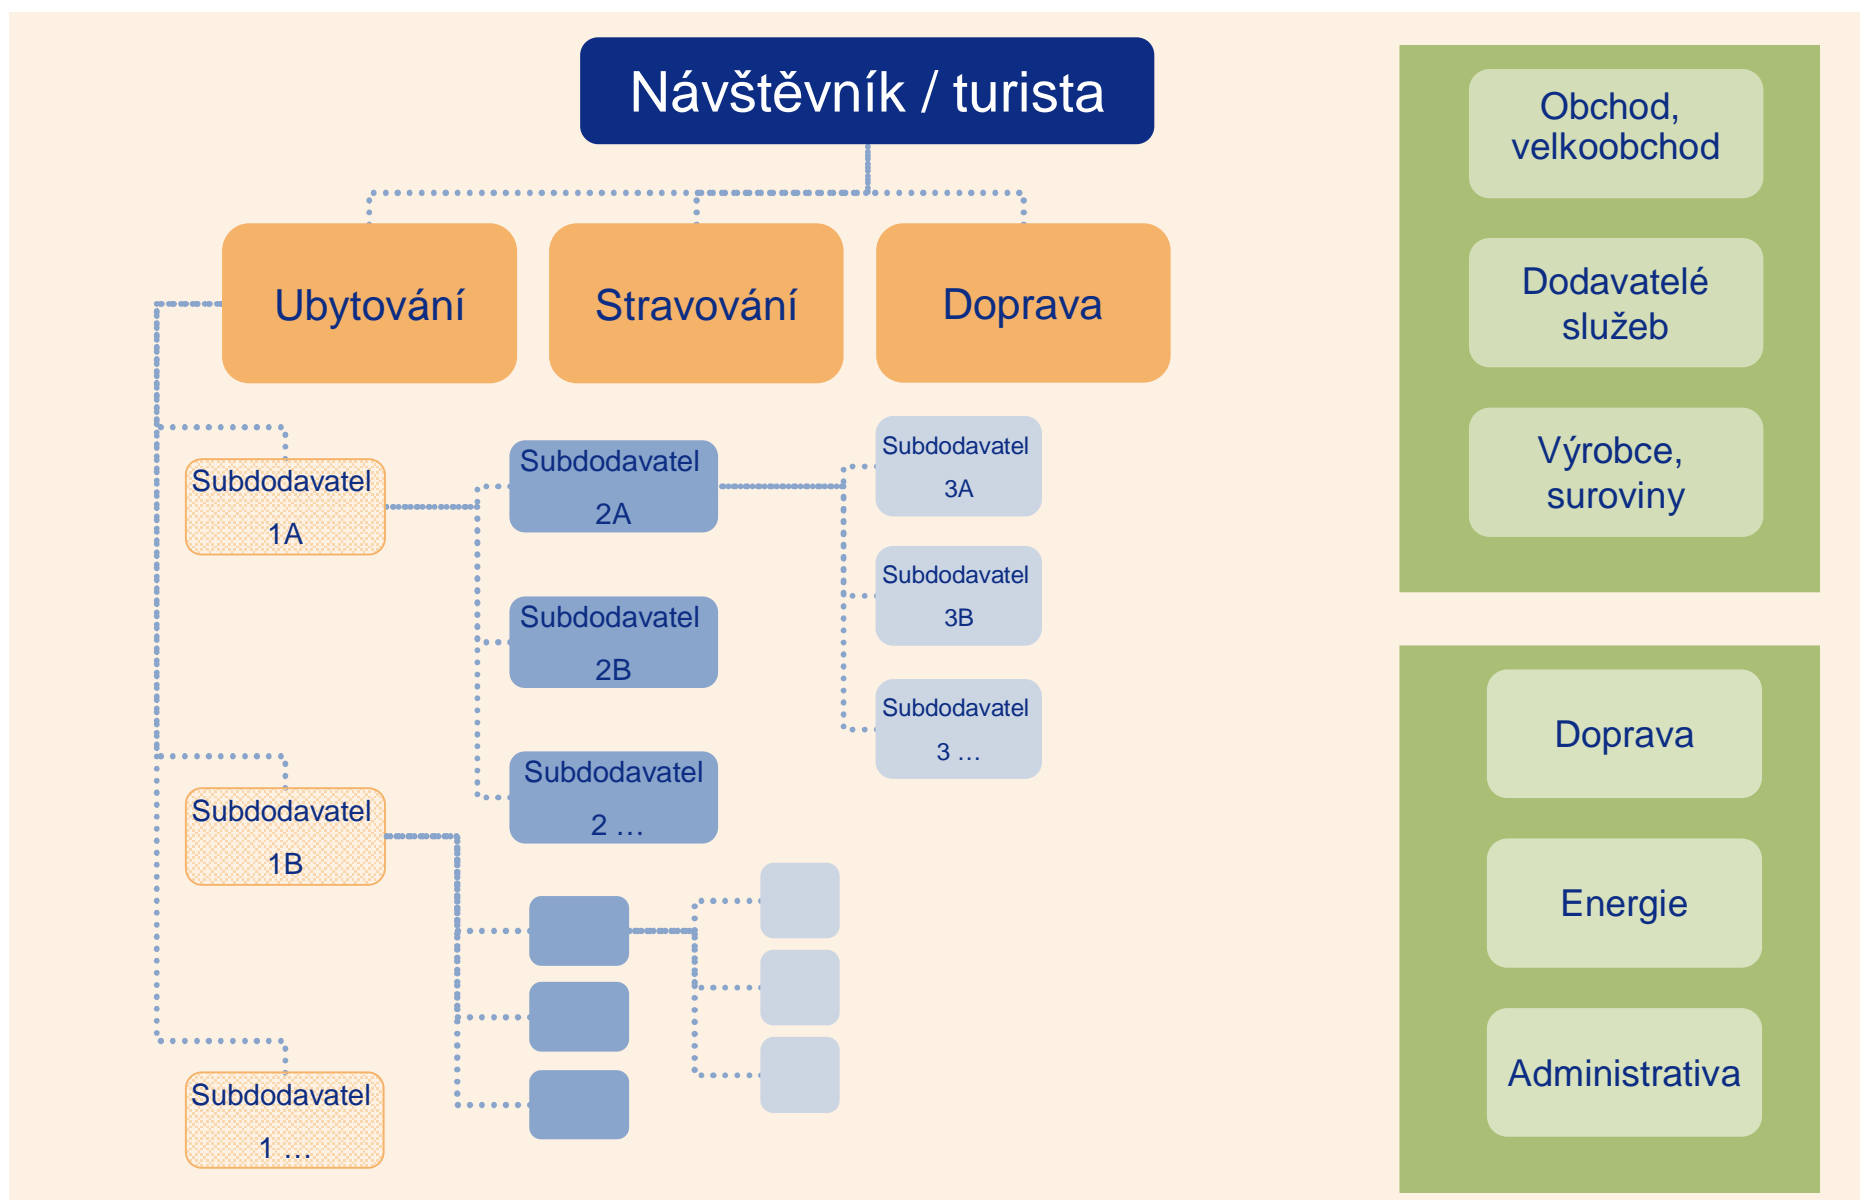 Návštěvník / turista
Ubytování
Stravování
Doprava
Subdodavatel
1A
Subdodavatel
2A
Subdodavatel
3A
Subdodavatel
2B
Subdodavatel
3B
Subdodavatel
2 …
Subdodavatel
3 …
Subdodavatel
1B
Subdodavatel
1 …
Obchod,
velkoobchod
Dodavatelé
služeb
Výrobce,
suroviny
Doprava
Energie
Administrativa